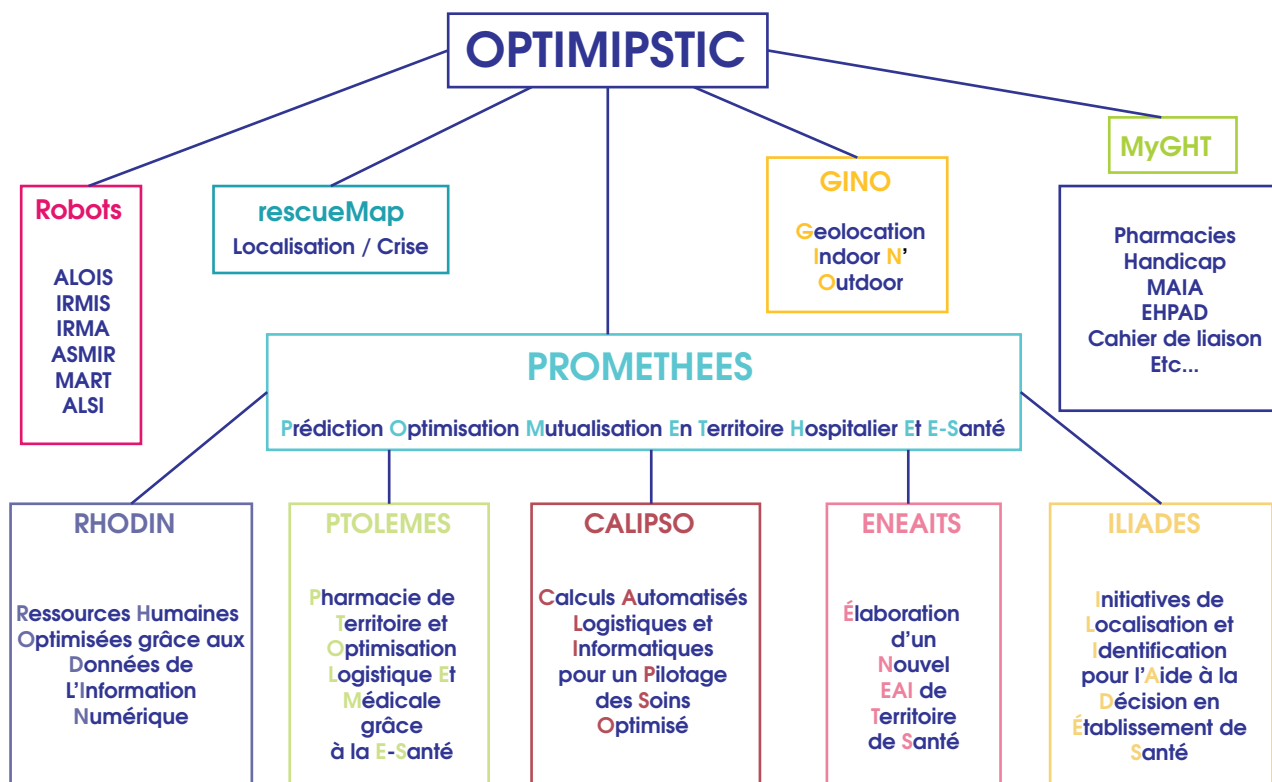 OPTIMIPSTIC
MyGHT
Pharmacies
Handicap
MAIA
EHPAD
Cahier de liaison
Etc...
Robots
ALOIS
IRMIS
IRMA
ASMIR
MART
ALSI
rescueMap
Localisation / Crise
GINO
Geolocation
Indoor N'
Outdoor
PROMETHEES
Prédiction Optimisation Mutualisation En Territoire Hospitalier Et E-Santé
RHODIN
Ressources Humaines
Optimisées grâce aux
Données de
L'Information
Numérique
PTOLEMES
Pharmacie de
Territoire et
Optimisation
Logistique Et
Médicale
grâce
à la E-Santé
CALIPSO
Calculs Automatisés
Logistiques et
Informatiques
pour un Pilotage
des Soins
Optimisé
ENEAITS
Élaboration
d'un
Nouvel
EAI de
Territoire
de Santé
ILIADES
Initiatives de
Localisation et
Identification
pour l'Aide à la
Décision en
Établissement de
Santé